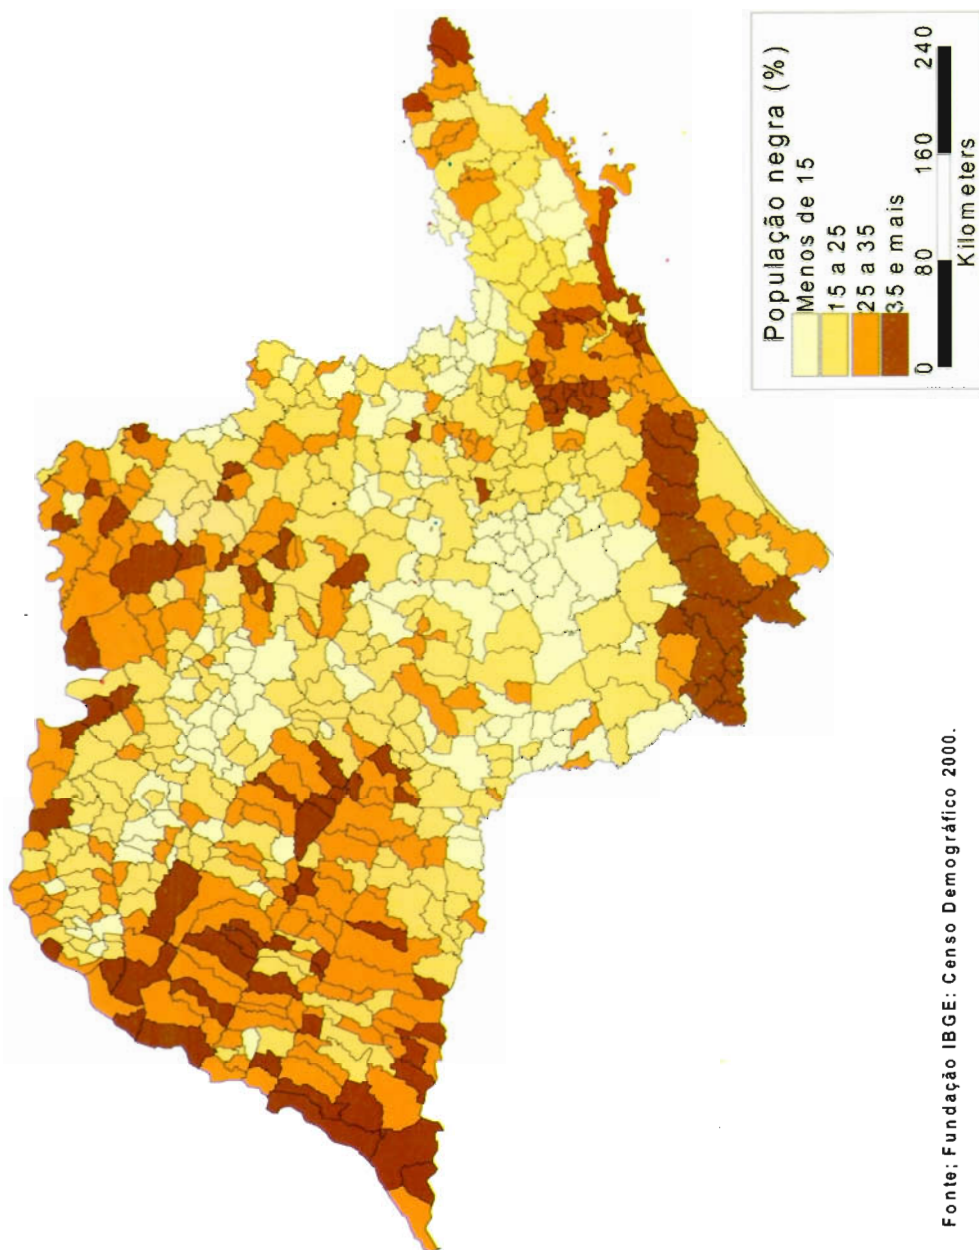 População negra (%)
Menos de 15
15 a 25
25 a 35
35 e mais
0 80 160 240
Kilometers
Fonte: Fundação IBGE: Censo Demográfico 2000.